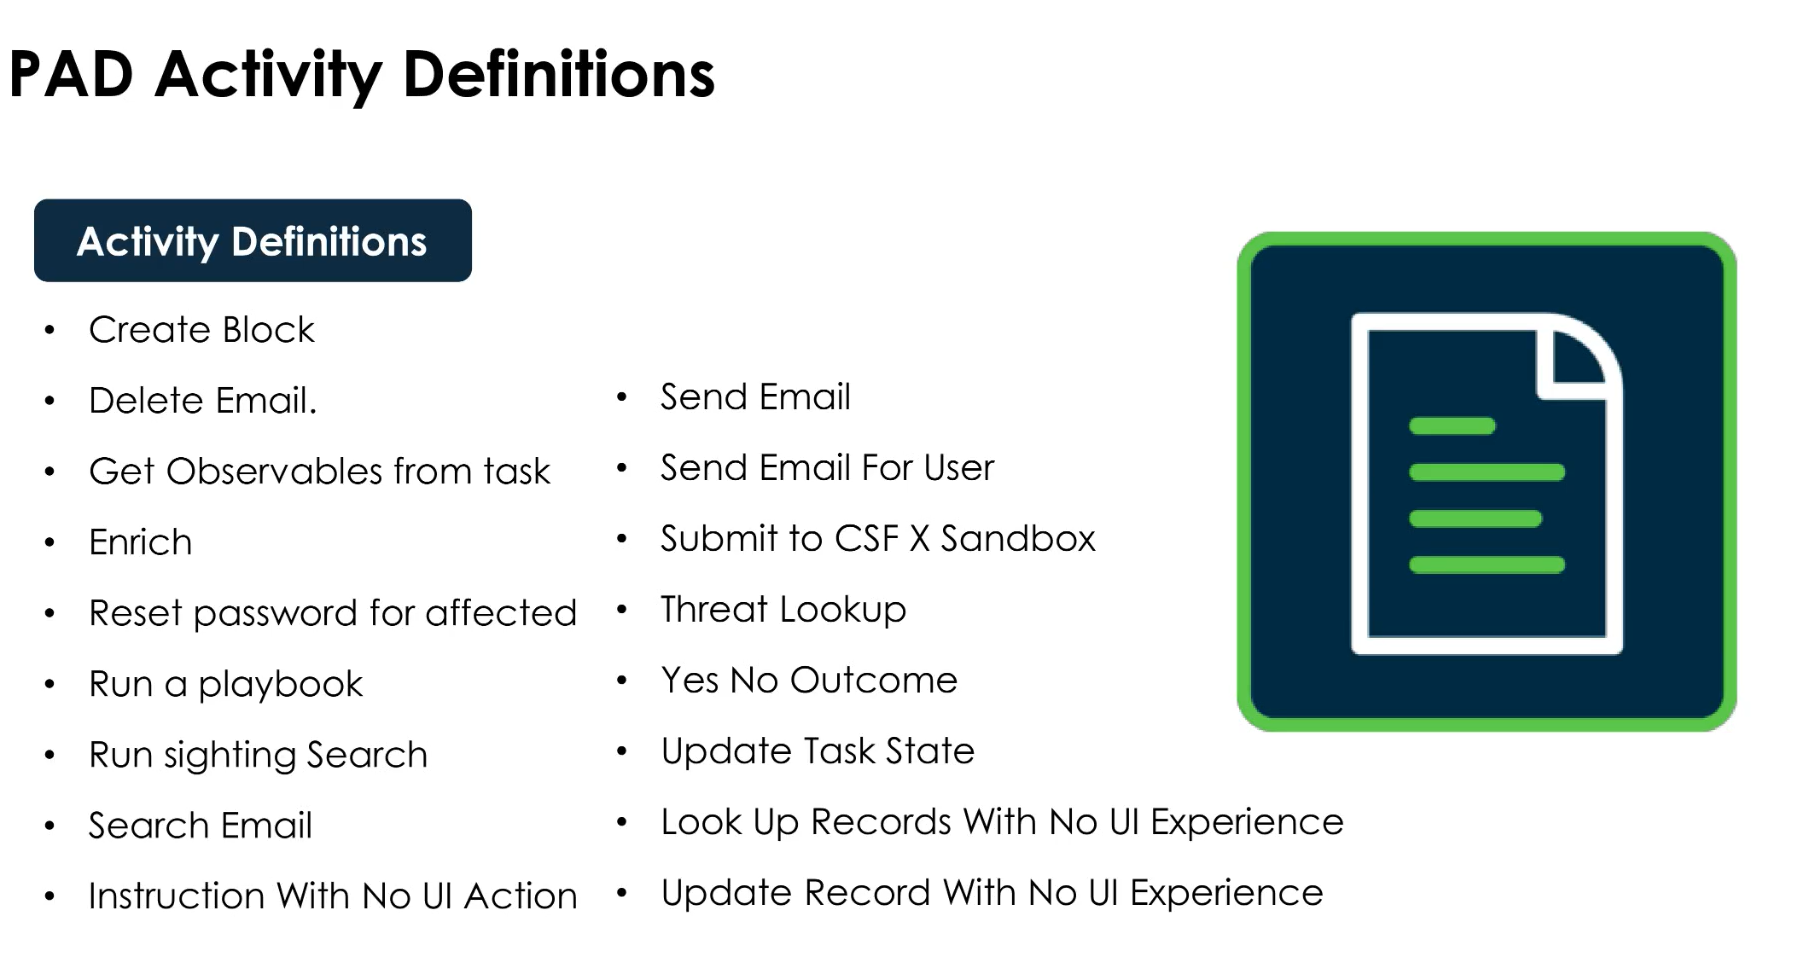 PAD Activity Definitions
Activity Definitions
• Create Block
• Delete Email.
• Get Observables from task
• Enrich
• Reset password for affected
• Run a playbook
• Run sighting Search
• Search Email
• Instruction With No UI Action
• Send Email
• Send Email For User
• Submit to CSF X Sandbox
• Threat Lookup
• Yes No Outcome
• Update Task State
• Look Up Records With No UI Experience
• Update Record With No UI Experience